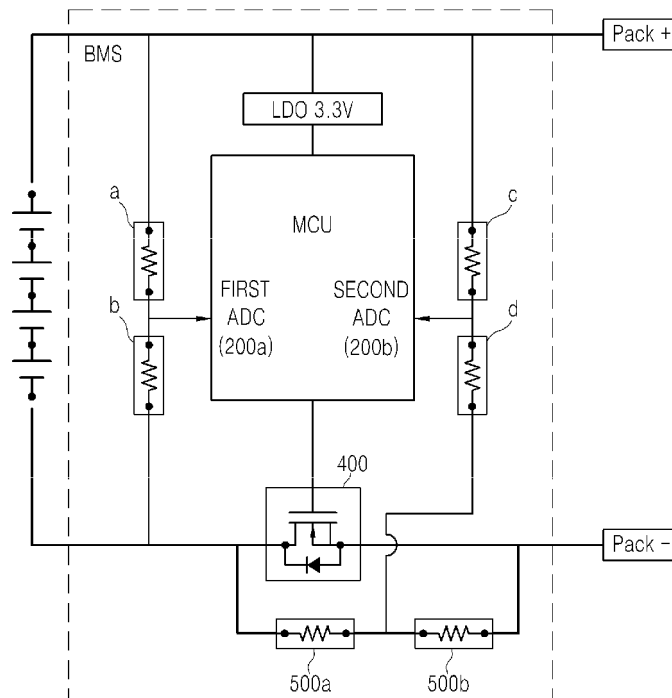 Pack +
BMS
LDO 3.3V
a
c
MCU
b
FIRST
ADC
(200a)
SECOND
ADC
(200b)
d
400
Pack −
500a
500b